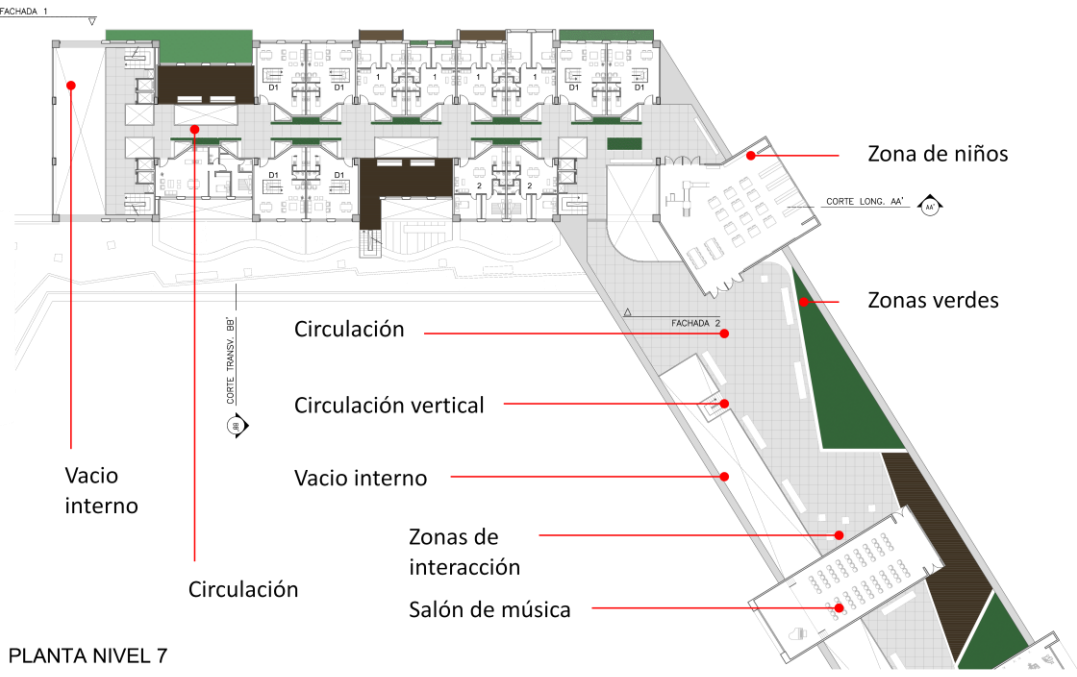 FACHADA 1
D1
D1
1
1
1
1
D1
D1
D1
D1
2
2
Zona de niños
CORTE LONG. AA'
AA'
Zonas verdes
FACHADA 2
Circulación
CORTE TRANSV. BB'
BB'
Circulación vertical
Vacio
interno
Vacio interno
Zonas de
interacción
Circulación
Salón de música
PLANTA NIVEL 7